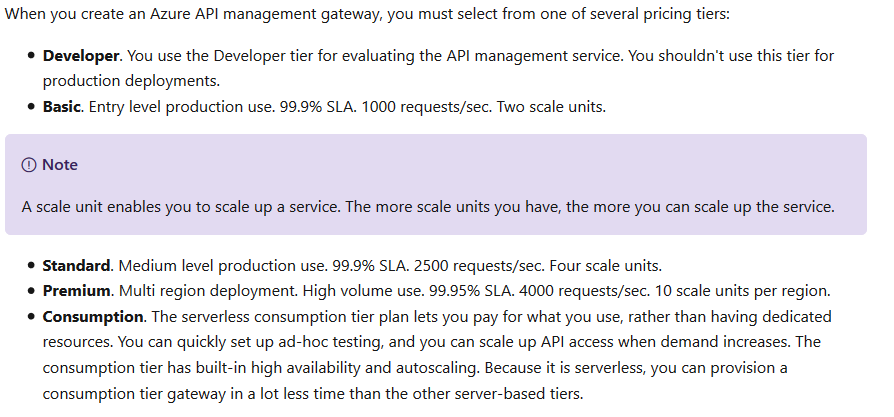 When you create an Azure API management gateway, you must select from one of several pricing tiers:
• Developer. You use the Developer tier for evaluating the API management service. You shouldn't use this tier for
production deployments.
• Basic. Entry level production use. 99.9% SLA. 1000 requests/sec. Two scale units.
Note
A scale unit enables you to scale up a service. The more scale units you have, the more you can scale up the service.
• Standard. Medium level production use. 99.9% SLA. 2500 requests/sec. Four scale units.
• Premium. Multi region deployment. High volume use. 99.95% SLA. 4000 requests/sec. 10 scale units per region.
• Consumption. The serverless consumption tier plan lets you pay for what you use, rather than having dedicated
resources. You can quickly set up ad-hoc testing, and you can scale up API access when demand increases. The
consumption tier has built-in high availability and autoscaling. Because it is serverless, you can provision a
consumption tier gateway in a lot less time than the other server-based tiers.